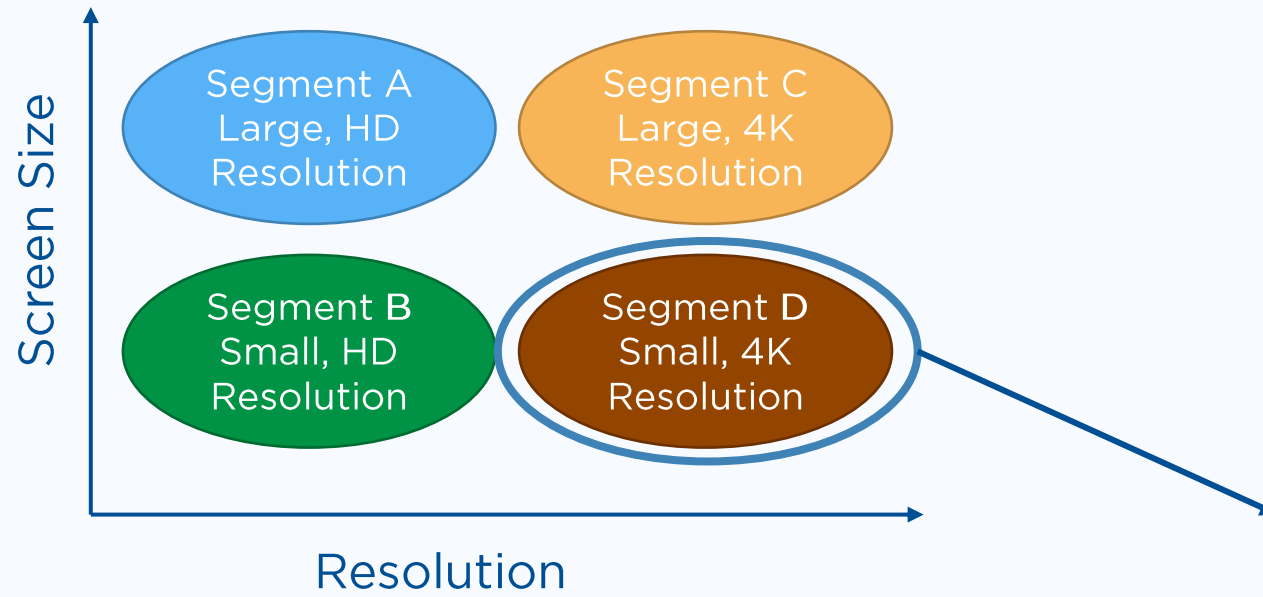 Screen Size
Segment A
Large, HD
Resolution
Segment C
Large, 4K
Resolution
Segment B
Small, HD
Resolution
Segment D
Small, 4K
Resolution
Resolution